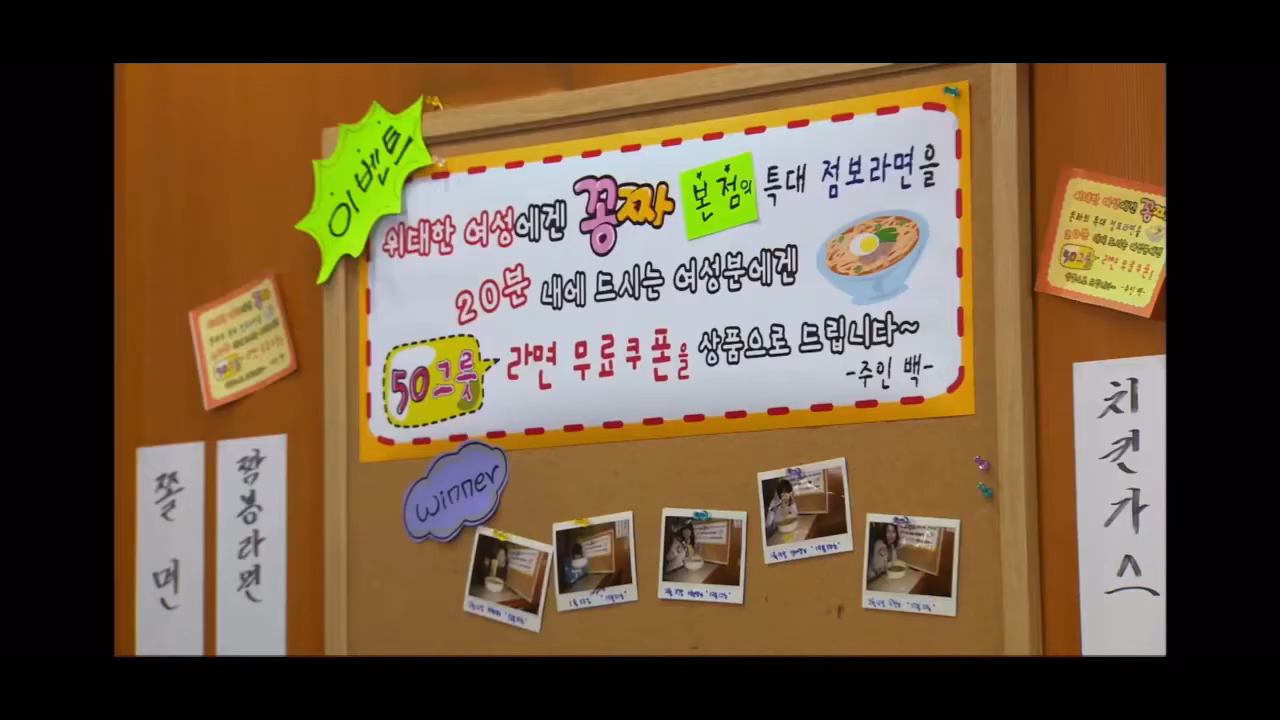 이벤트
위대한 여성에겐 꽁짜 본점의 특대 점보라면을
20분 내에 드시는 여성분에겐
50그릇 라면 무료쿠폰을 상품으로 드립니다~
-주인 백-
winner
쫄면
짬뽕라면
치킨가스